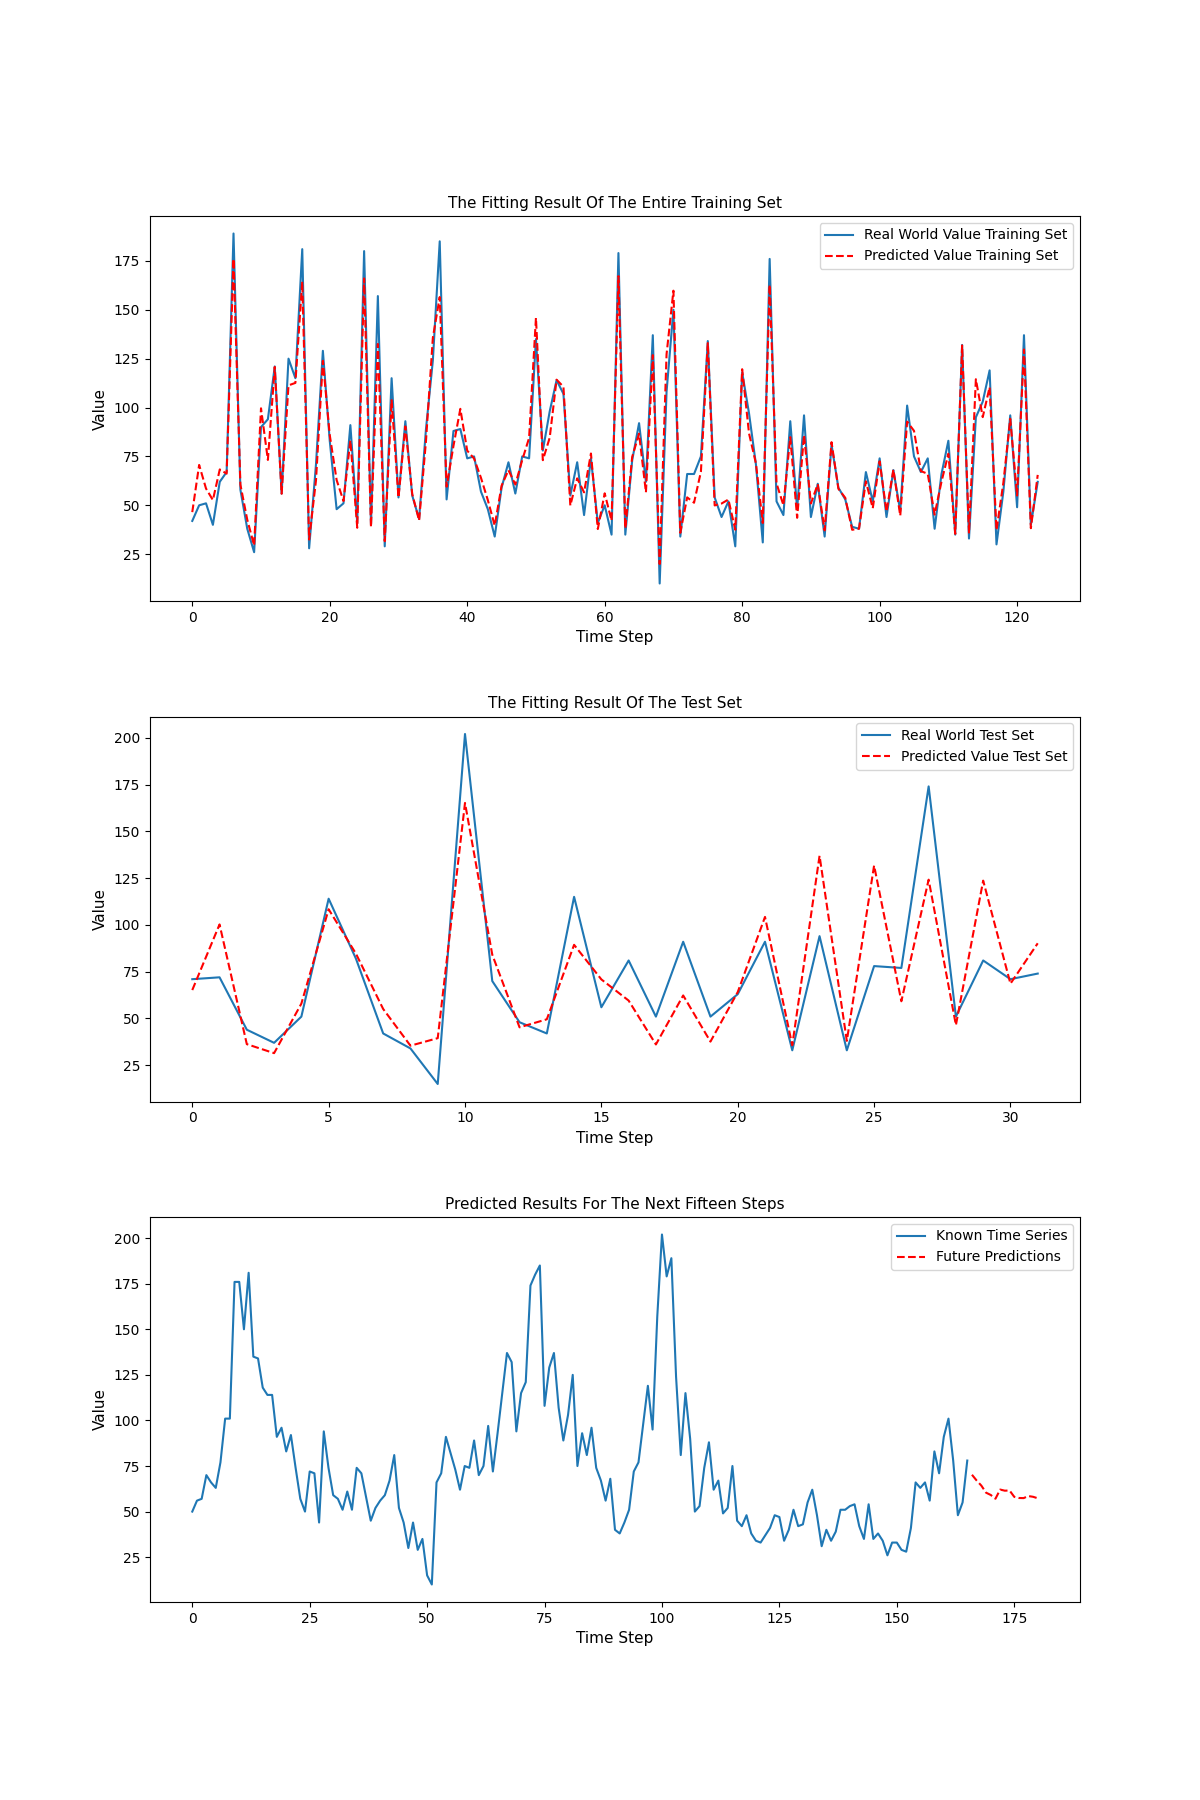 The Fitting Result Of The Entire Training Set
Real World Value Training Set
Predicted Value Training Set
175
150
125
100
75
50
25
Value
0 20 40 60 80 100 120
Time Step
The Fitting Result Of The Test Set
Real World Test Set
Predicted Value Test Set
200
175
150
125
100
75
50
25
Value
0 5 10 15 20 25 30
Time Step
Predicted Results For The Next Fifteen Steps
Known Time Series
Future Predictions
200
175
150
125
100
75
50
25
Value
0 25 50 75 100 125 150 175
Time Step